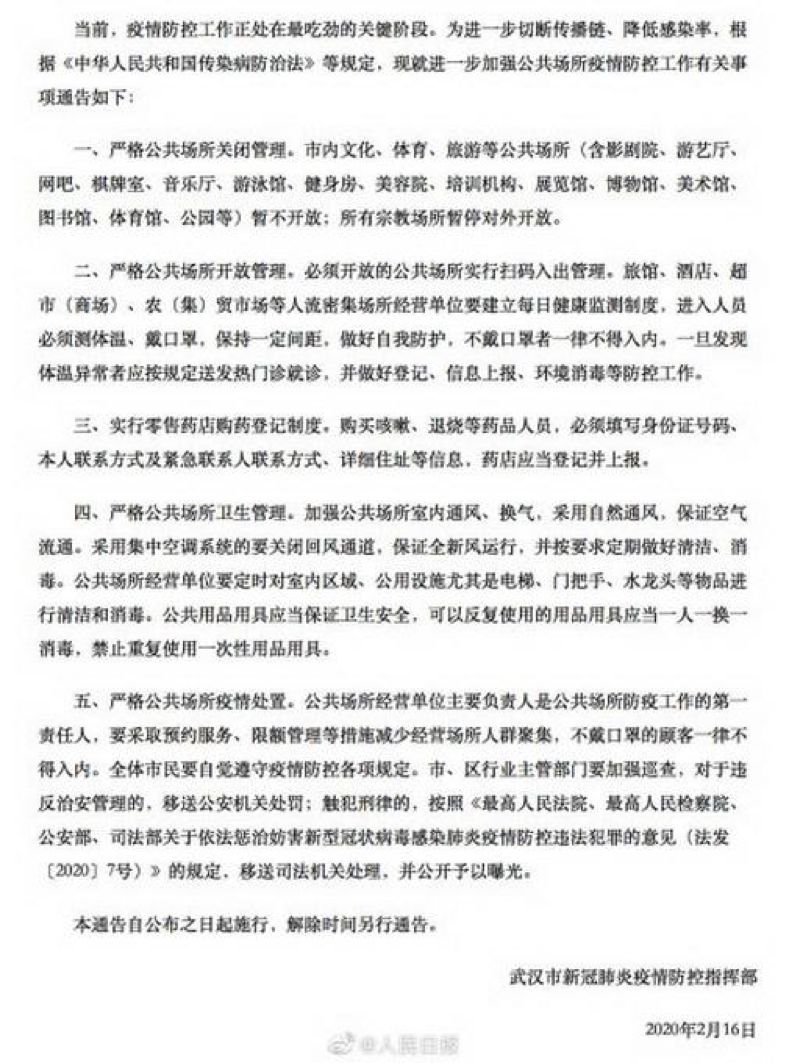 当前，疫情防控工作正处在最吃劲的关键阶段。为进一步切断传播链、降低感染率，根
据《中华人民共和国传染病防治法》等规定，现就进一步加强公共场所疫情防控工作有关事
项通告如下：
一、严格公共场所关闭管理。市内文化、体育、旅游等公共场所（含影剧院、游艺厅、
网吧、棋牌室、音乐厅、游泳馆、健身房、美容院、培训机构、展览馆、博物馆、美术馆、
图书馆、体育馆、公园等）暂不开放；所有宗教场所暂停对外开放。
二、严格公共场所开放管理。必须开放的公共场所实行扫码入出管理。旅馆、酒店、超
市（商场）、农（集）贸市场等人流密集场所经营单位要建立每日健康监测制度，进入人员
必须测体温、戴口罩，保持一定间距，做好自我防护，不戴口罩者一律不得入内。一旦发现
体温异常者应按规定送发热门诊就诊，并做好登记、信息上报、环境消毒等防控工作。
三、实行零售药店购药登记制度。购买咳嗽、退烧等药品人员，必须填写身份证号码、
本人联系方式及紧急联系人联系方式、详细住址等信息，药店应当登记并上报。
四、严格公共场所卫生管理。加强公共场所室内通风、换气，采用自然通风，保证空气
流通。采用集中空调系统的要关闭回风通道，保证全新风运行，并按要求定期做好清洁、消
毒。公共场所经营单位要定时对室内区域、公用设施尤其是电梯、门把手、水龙头等物品进
行清洁和消毒。公共用品用具应当保证卫生安全，可以反复使用的用品用具应当一人一换一
消毒，禁止重复使用一次性用品用具。
五、严格公共场所疫情处置。公共场所经营单位主要负责人是公共场所防疫工作的第一
责任人，要采取预约服务、限额管理等措施减少经营场所人群聚集，不戴口罩的顾客一律不
得入内。全体市民要自觉遵守疫情防控各项规定。市、区行业主管部门要加强巡查，对于违
反治安管理的，移送公安机关处罚；触犯刑律的，按照《最高人民法院、最高人民检察院、
公安部、司法部关于依法惩治妨害新型冠状病毒感染肺炎疫情防控违法犯罪的意见（法发
〔2020〕7号）》的规定，移送司法机关处理，并公开予以曝光。
本通告自公布之日起施行，解除时间另行通告。
武汉市新冠肺炎疫情防控指挥部
2020年2月16日
@人民日报